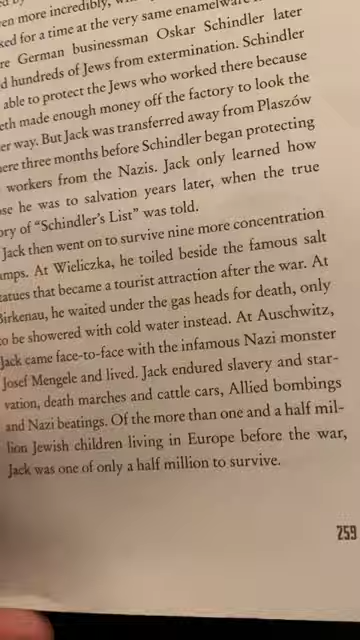 en more incredibly,
ked for a time at the very same enamelware
re German businessman Oskar Schindler later
d hundreds of Jews from extermination. Schindler
able to protect the Jews who worked there because
eth made enough money off the factory to look the
er way. But Jack was transferred away from Plaszów
ere three months before Schindler began protecting
workers from the Nazis. Jack only learned how
ose he was to salvation years later, when the true
ory of “Schindler's List” was told.
Jack then went on to survive nine more concentration
amps. At Wieliczka, he toiled beside the famous salt
tatues that became a tourist attraction after the war. At
Birkenau, he waited under the gas heads for death, only
to be showered with cold water instead. At Auschwitz,
Jack came face-to-face with the infamous Nazi monster
Josef Mengele and lived. Jack endured slavery and star-
vation, death marches and cattle cars, Allied bombings
and Nazi beatings. Of the more than one and a half mil-
lion Jewish children living in Europe before the war,
Jack was one of only a half million to survive.
259